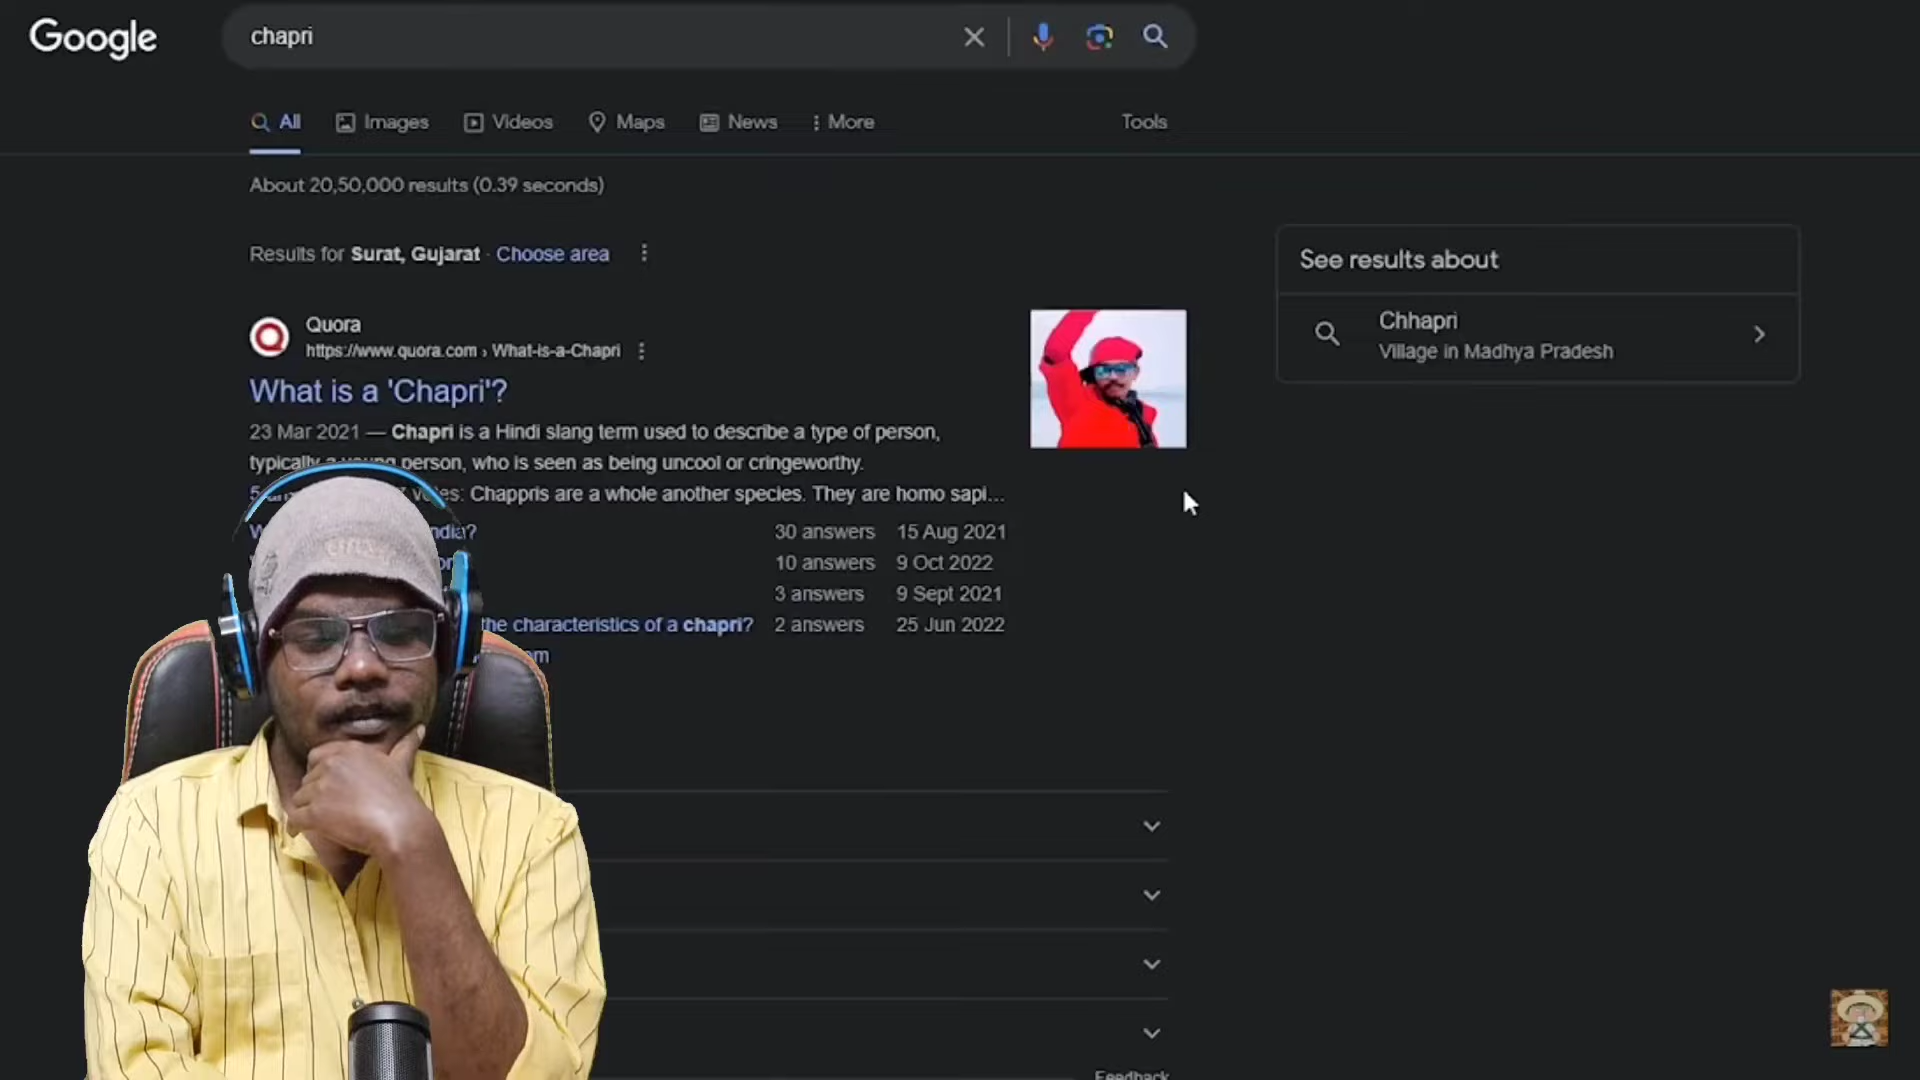 Google
chapri
All Images Videos Maps News More Tools
About 20,50,000 results (0.39 seconds)
Results for Surat, Gujarat · Choose area
See results about
Chhapri
Village in Madhya Pradesh
Quora
https://www.quora.com › What-is-a-Chapri
What is a 'Chapri'?
23 Mar 2021 — Chapri is a Hindi slang term used to describe a type of person,
typically a young person, who is seen as being uncool or cringeworthy.
Chappris are a whole another species. They are homo sapi...
30 answers 15 Aug 2021
10 answers 9 Oct 2022
3 answers 9 Sept 2021
the characteristics of a chapri? 2 answers 25 Jun 2022
Feedback